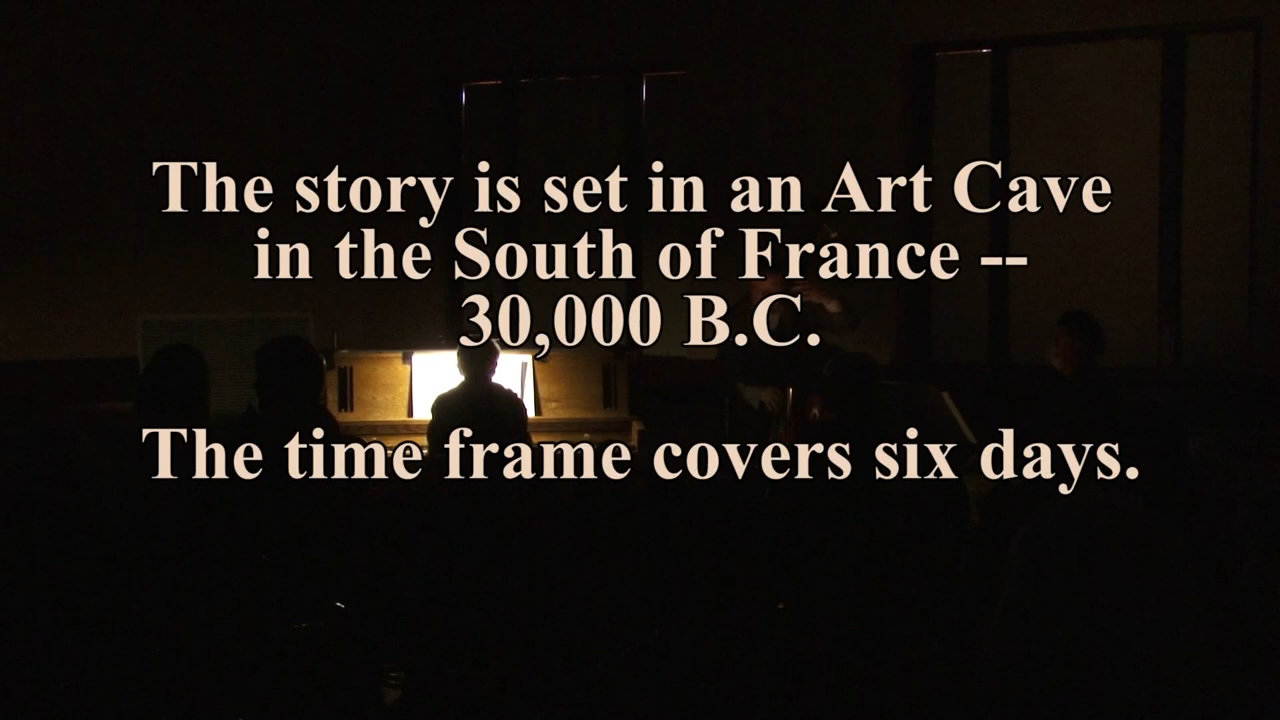 The story is set in an Art Cave
in the South of France --
30,000 B.C.
The time frame covers six days.